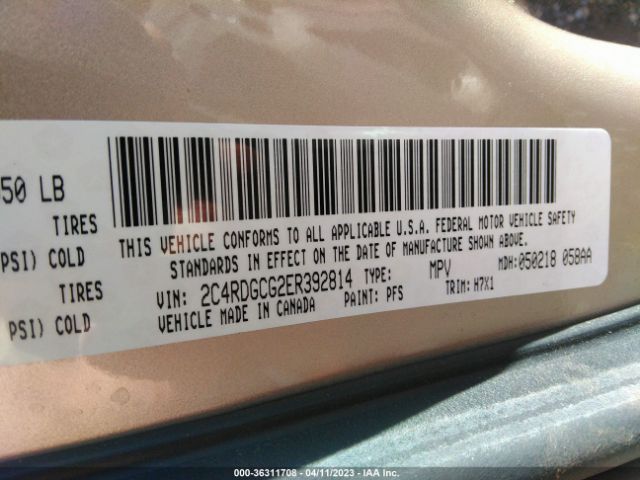 50 LB
TIRES
PSI) COLD
TIRES
PSI) COLD
THIS VEHICLE CONFORMS TO ALL APPLICABLE U.S.A. FEDERAL MOTOR VEHICLE SAFETY
STANDARDS IN EFFECT ON THE DATE OF MANUFACTURE SHOWN ABOVE.
VIN: 2C4RDGCG2ER392814 TYPE: MPV MDH:050218 058AA
VEHICLE MADE IN CANADA PAINT: PFS TRIM: H7X1
000-36311708 - 04/11/2023 - IAA Inc.